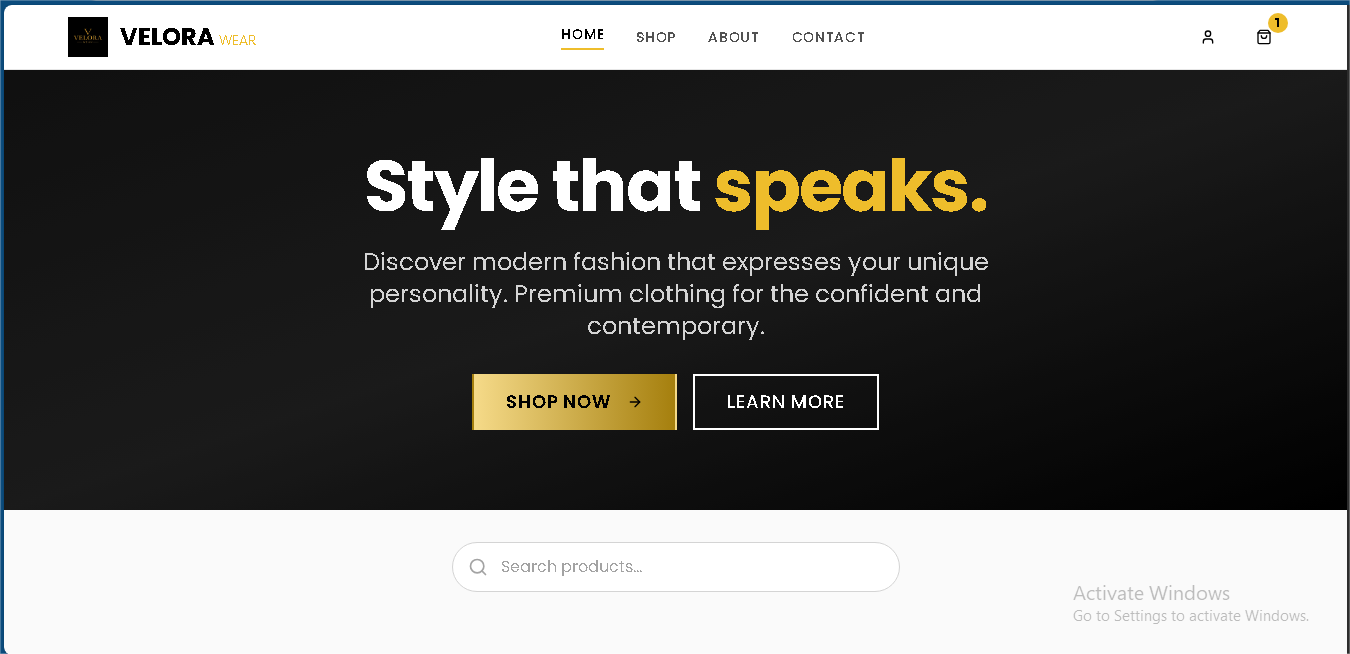 VELORA
VELORA WEAR
HOME SHOP ABOUT CONTACT
1
Style that speaks.
Discover modern fashion that expresses your unique
personality. Premium clothing for the confident and
contemporary.
SHOP NOW → LEARN MORE
Search products...
Activate Windows
Go to Settings to activate Windows.